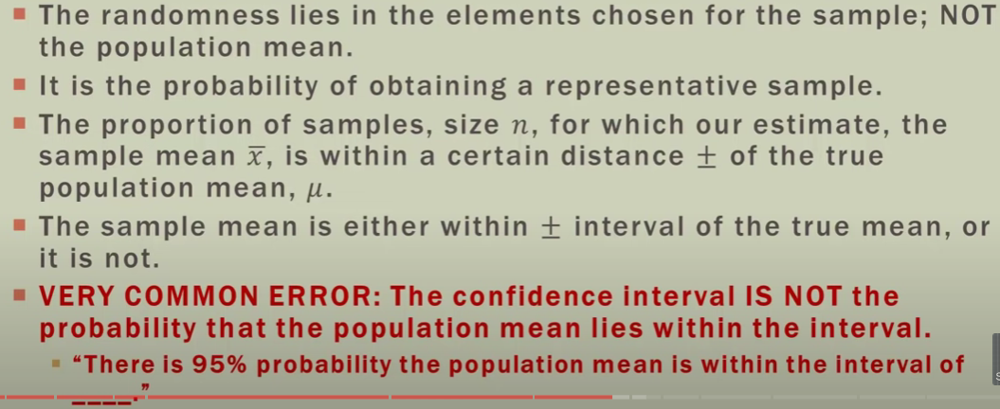 The randomness lies in the elements chosen for the sample; NOT
the population mean.
It is the probability of obtaining a representative sample.
The proportion of samples, size n, for which our estimate, the
sample mean x̅, is within a certain distance ± of the true
population mean, μ.
The sample mean is either within ± interval of the true mean, or
it is not.
VERY COMMON ERROR: The confidence interval IS NOT the
probability that the population mean lies within the interval.
“There is 95% probability the population mean is within the interval of
____.”